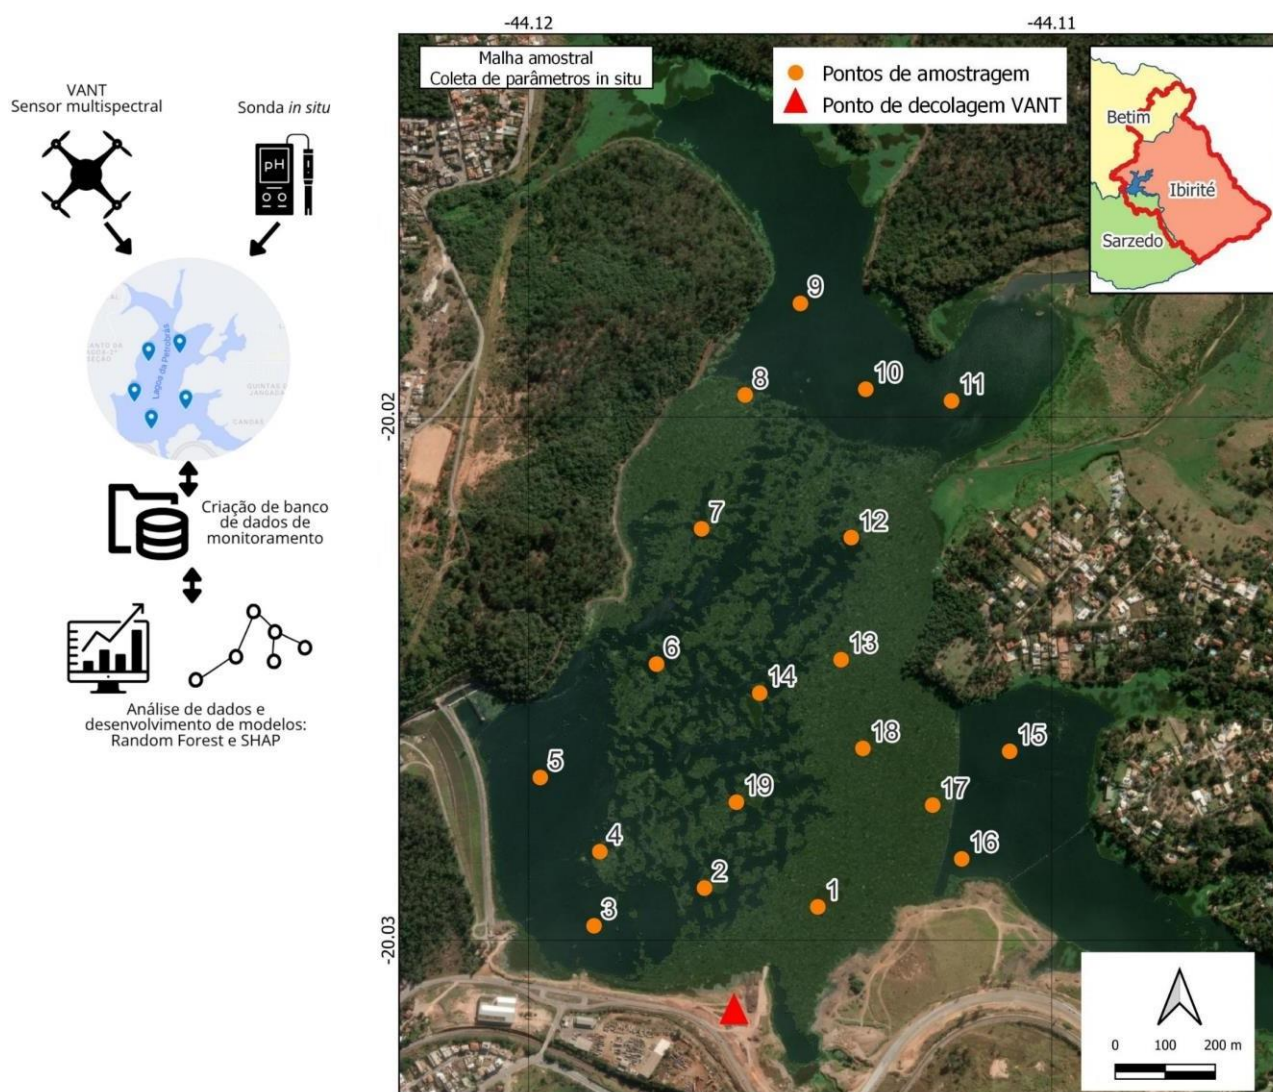 VANT
Sensor multispectral
Sonda in situ
pH
Lagos da Petrobrás
Criação de banco
de dados de
monitoramento
Análise de dados e
desenvolvimento de modelos:
Random Forest e SHAP
-44.12
-44.11
Malha amostral
Coleta de parâmetros in situ
Pontos de amostragem
Ponto de decolagem VANT
Betim
Ibirité
Sarzedo
-20.02
-20.03
9
8
10
11
7
12
6
13
14
5
18
15
19
17
4
16
2
1
3
0
100
200 m